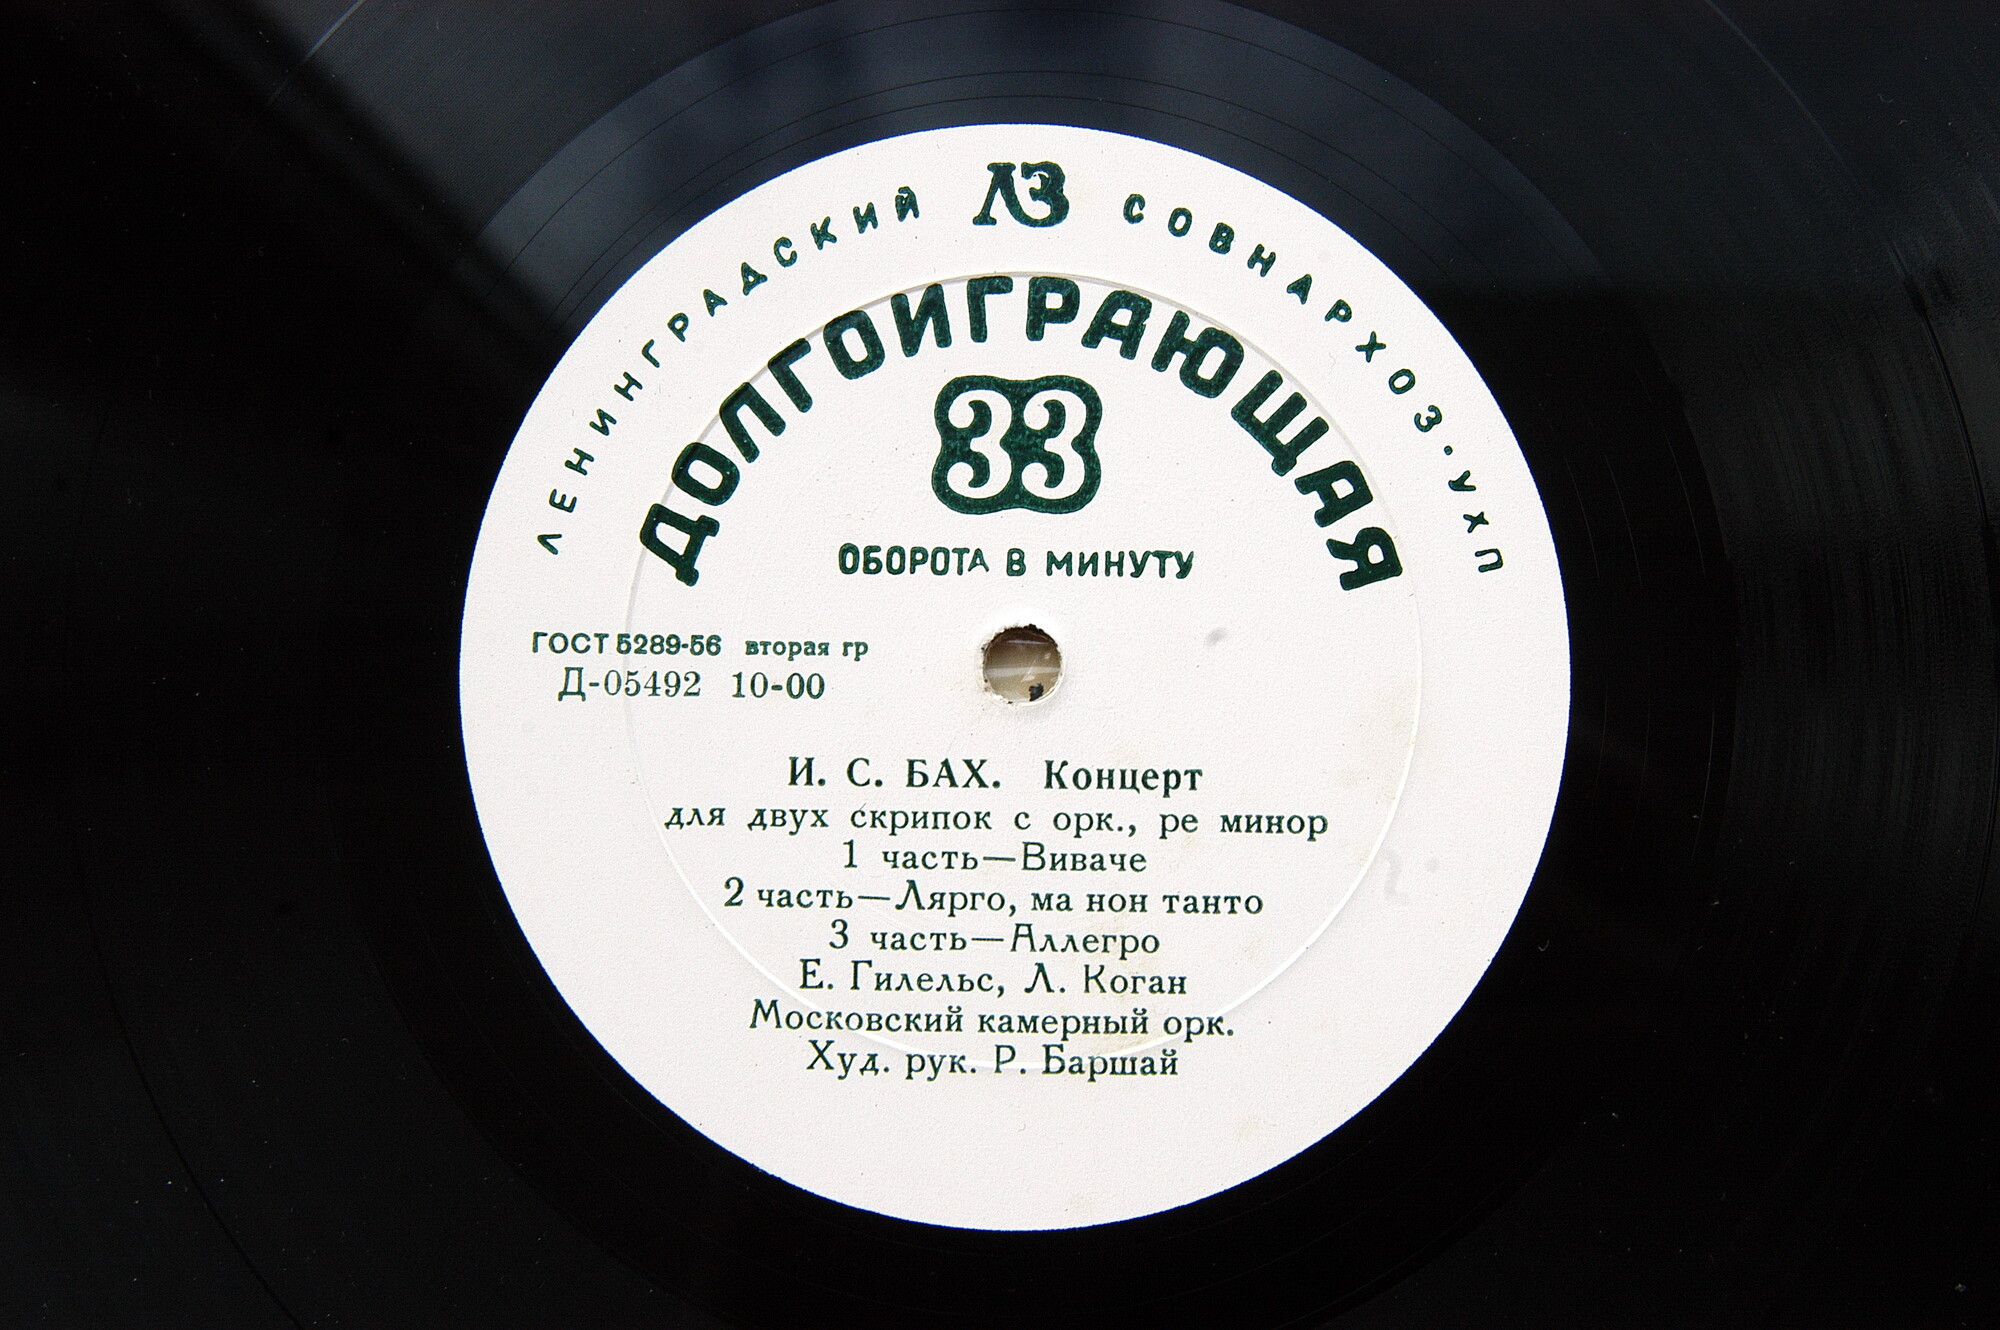 ЛЕНИНГРАДСКИЙ ЛЗ СОВНАРХОЗ·УХП
ДОЛГОИГРАЮЩАЯ
33
ОБОРОТА В МИНУТУ
ГОСТ 5289-56 вторая гр
Д-05492 10-00
И. С. БАХ. Концерт
для двух скрипок с орк., ре минор
1 часть—Виваче
2 часть—Лярго, ма нон танто
3 часть—Аллегро
Е. Гилельс, Л. Коган
Московский камерный орк.
Худ. рук. Р. Баршай